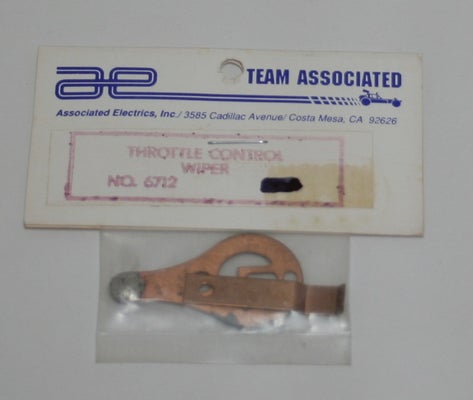 ae TEAM ASSOCIATED
Associated Electrics, Inc./ 3585 Cadillac Avenue/ Costa Mesa, CA 92626
THROTTLE CONTROL
WIPER
NO. 6712